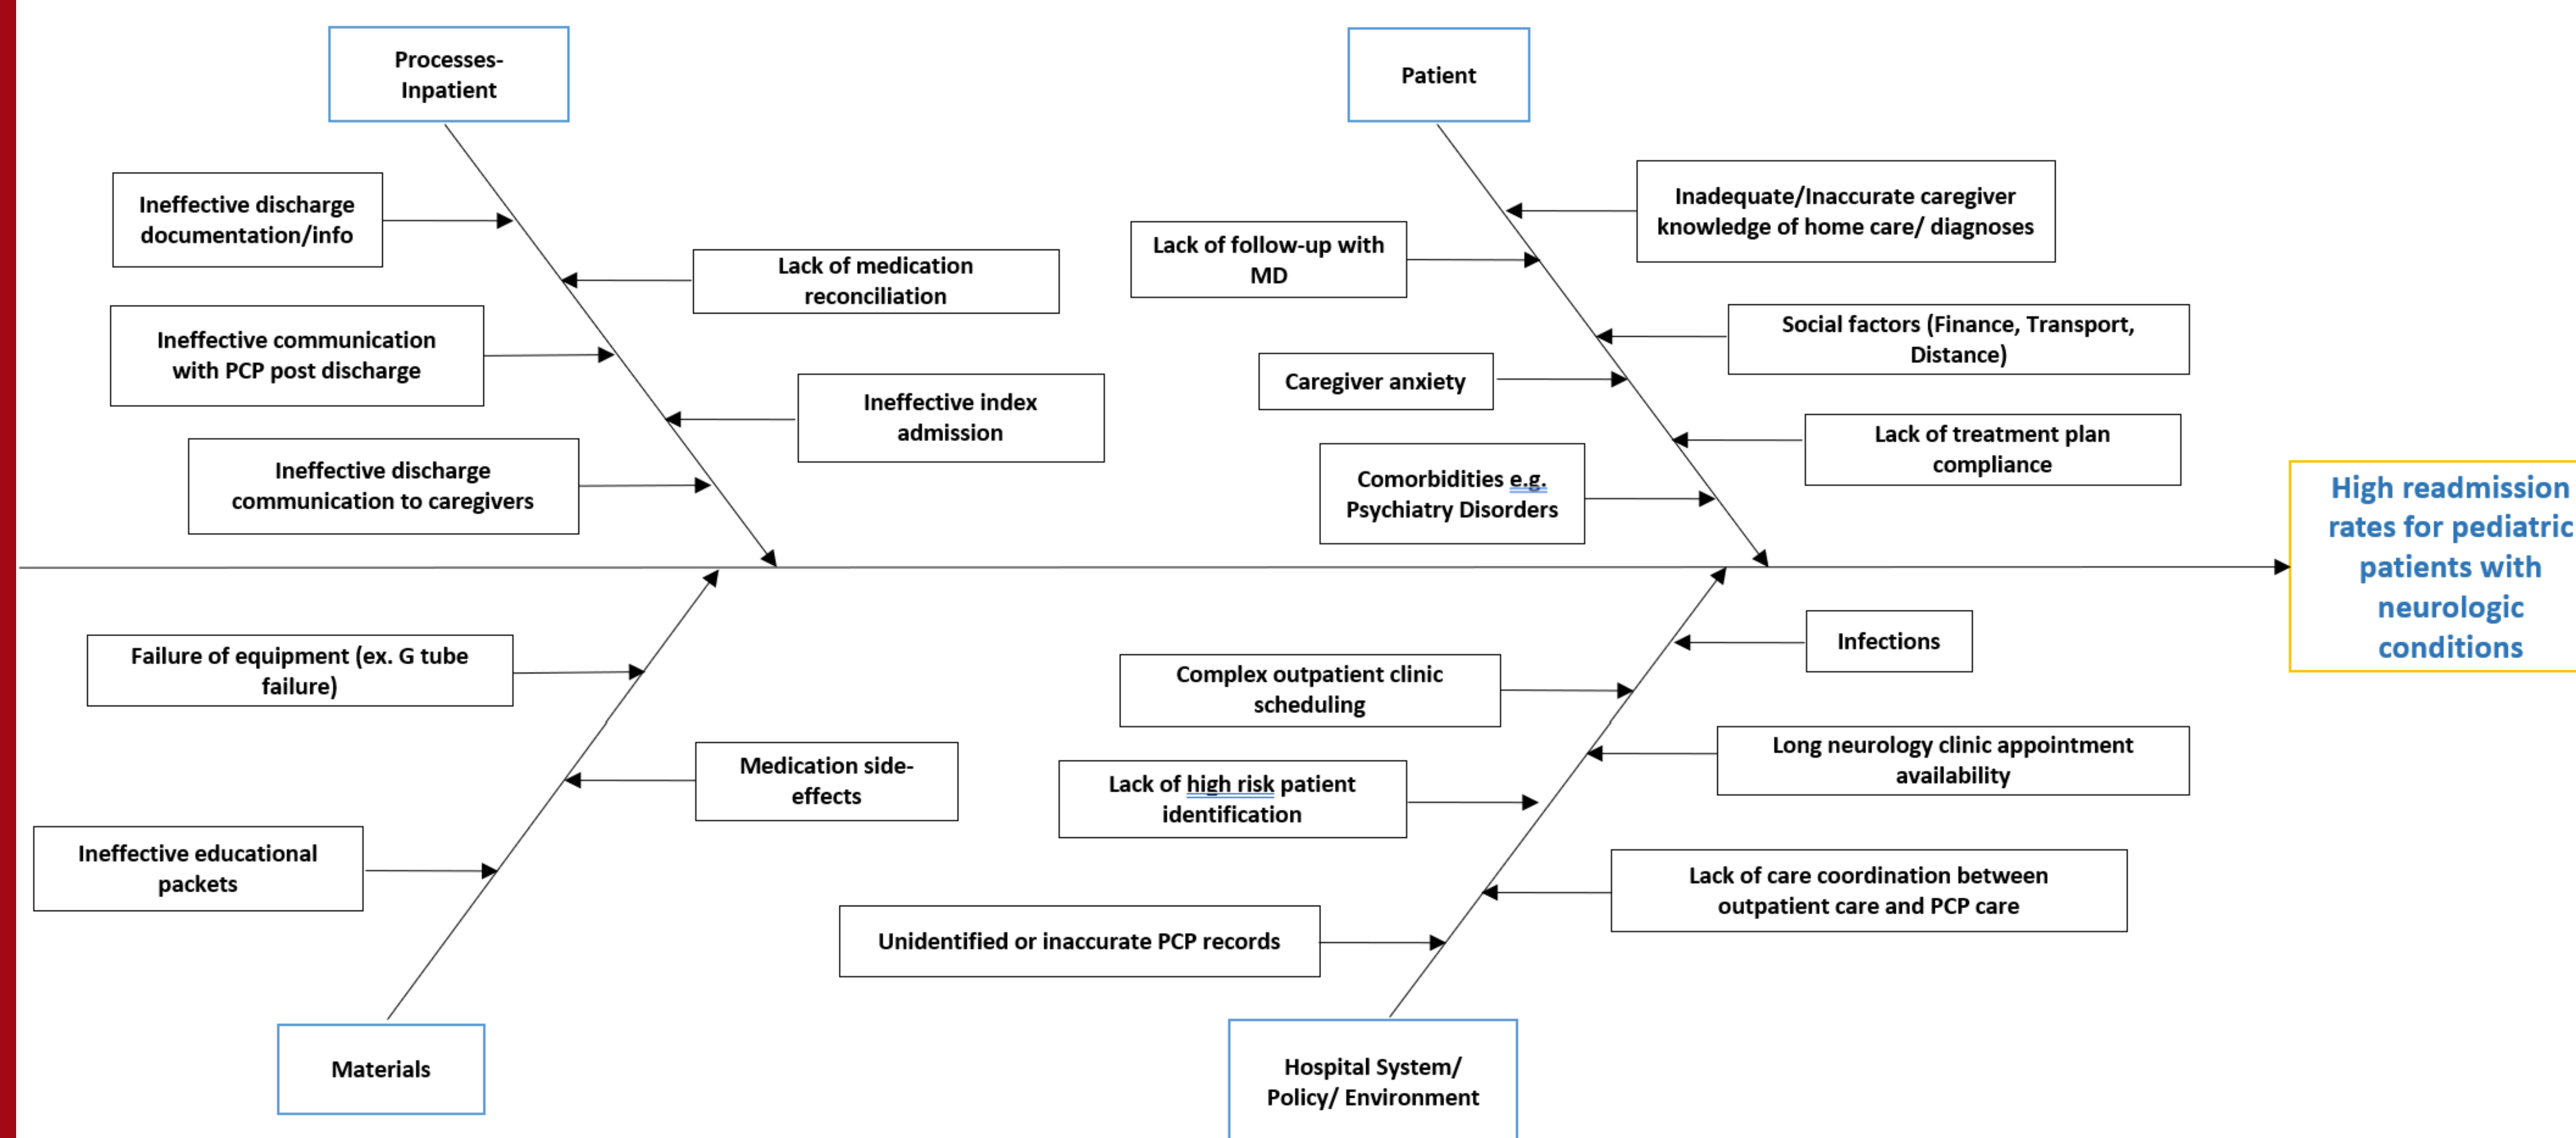 Processes-
Inpatient
Patient
Ineffective discharge
documentation/info
Inadequate/Inaccurate caregiver
knowledge of home care/ diagnoses
Lack of follow-up with
MD
Lack of medication
reconciliation
Ineffective communication
with PCP post discharge
Social factors (Finance, Transport,
Distance)
Caregiver anxiety
Ineffective index
admission
Lack of treatment plan
compliance
Ineffective discharge
communication to caregivers
Comorbidities e.g.
Psychiatry Disorders
High readmission
rates for pediatric
patients with
neurologic
conditions
Failure of equipment (ex. G tube
failure)
Infections
Complex outpatient clinic
scheduling
Medication side-
effects
Long neurology clinic appointment
availability
Lack of high risk patient
identification
Ineffective educational
packets
Lack of care coordination between
outpatient care and PCP care
Unidentified or inaccurate PCP records
Materials
Hospital System/
Policy/ Environment